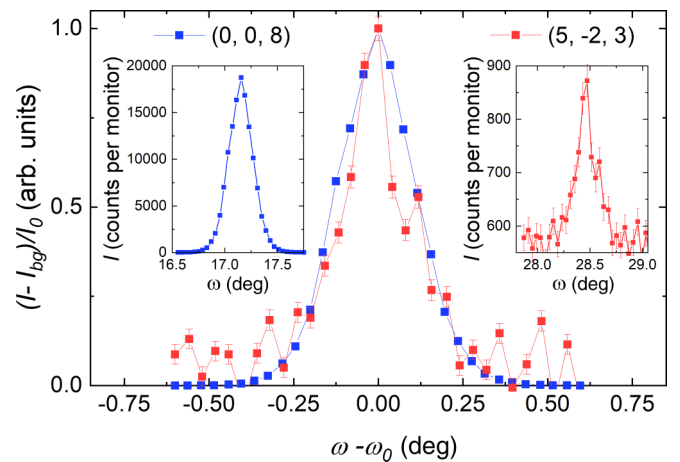 (0, 0, 8)
(5, -2, 3)
1.0
0.5
0.0
(I- I_bg)/I_0 (arb. units)
20000
15000
10000
5000
0
I (counts per monitor)
16.5 17.0 17.5
ω (deg)
900
800
700
600
I (counts per monitor)
28.0 28.5 29.0
ω (deg)
-0.75 -0.50 -0.25 0.00 0.25 0.50 0.75
ω -ω_0 (deg)